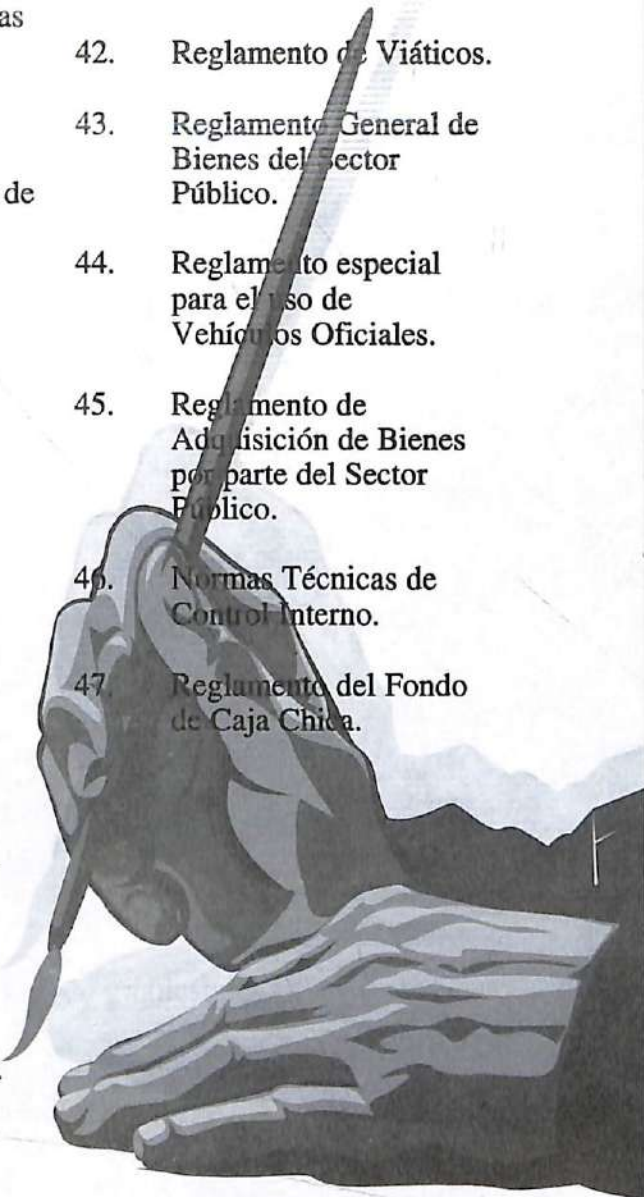 as
de
42. Reglamento de Viáticos.
43. Reglamento General de
Bienes del Sector
Público.
44. Reglamento especial
para el uso de
Vehículos Oficiales.
45. Reglamento de
Adquisición de Bienes
por parte del Sector
Público.
46. Normas Técnicas de
Control Interno.
47. Reglamento del Fondo
de Caja Chica.